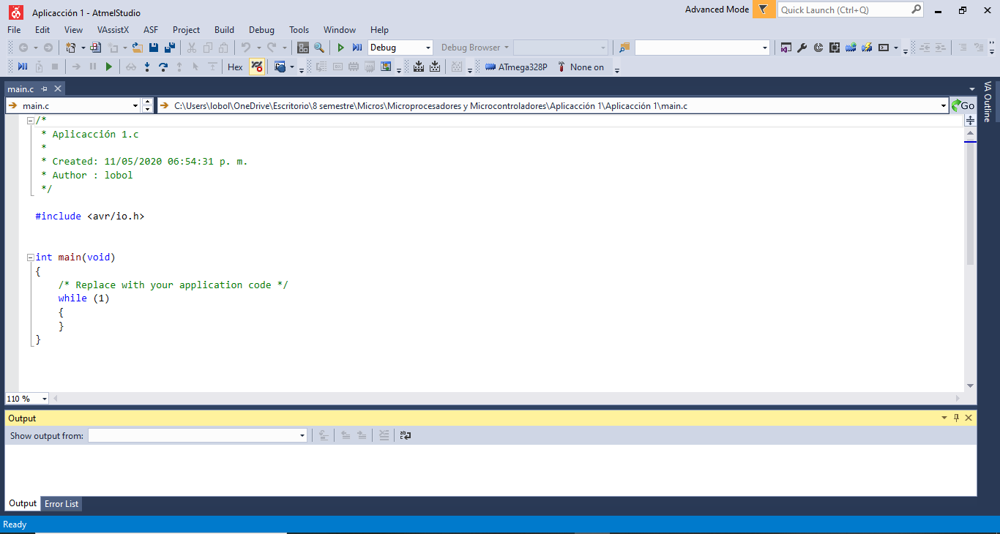 Aplicacción 1 - AtmelStudio
Advanced Mode
Quick Launch (Ctrl+Q)
File Edit View VAssistX ASF Project Build Debug Tools Window Help
Debug
Debug Browser
Hex
ATmega328P
None on
main.c
VA Outline
main.c
C:\Users\lobol\OneDrive\Escritorio\8 semestre\Micros\Microprocesadores y Microcontroladores\Aplicacción 1\Aplicacción 1\main.c
Go
/*
* Aplicacción 1.c
*
* Created: 11/05/2020 06:54:31 p. m.
* Author : lobol
*/
#include <avr/io.h>
int main(void)
{
/* Replace with your application code */
while (1)
{
}
}
110 %
Output
Show output from:
Output
Error List
Ready